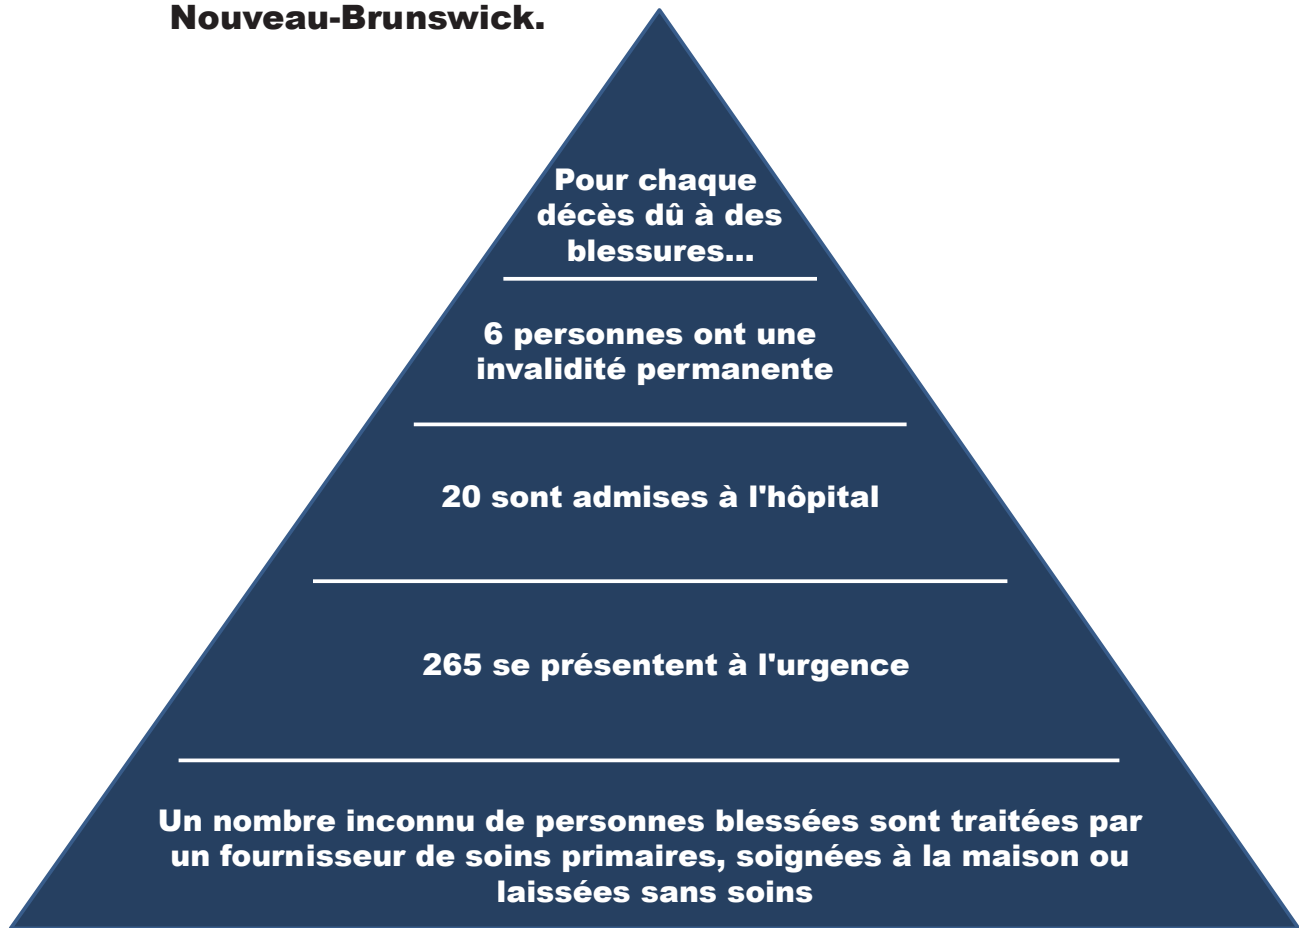 Nouveau-Brunswick.
Pour chaque
décès dû à des
blessures...
6 personnes ont une
invalidité permanente
20 sont admises à l'hôpital
265 se présentent à l'urgence
Un nombre inconnu de personnes blessées sont traitées par
un fournisseur de soins primaires, soignées à la maison ou
laissées sans soins